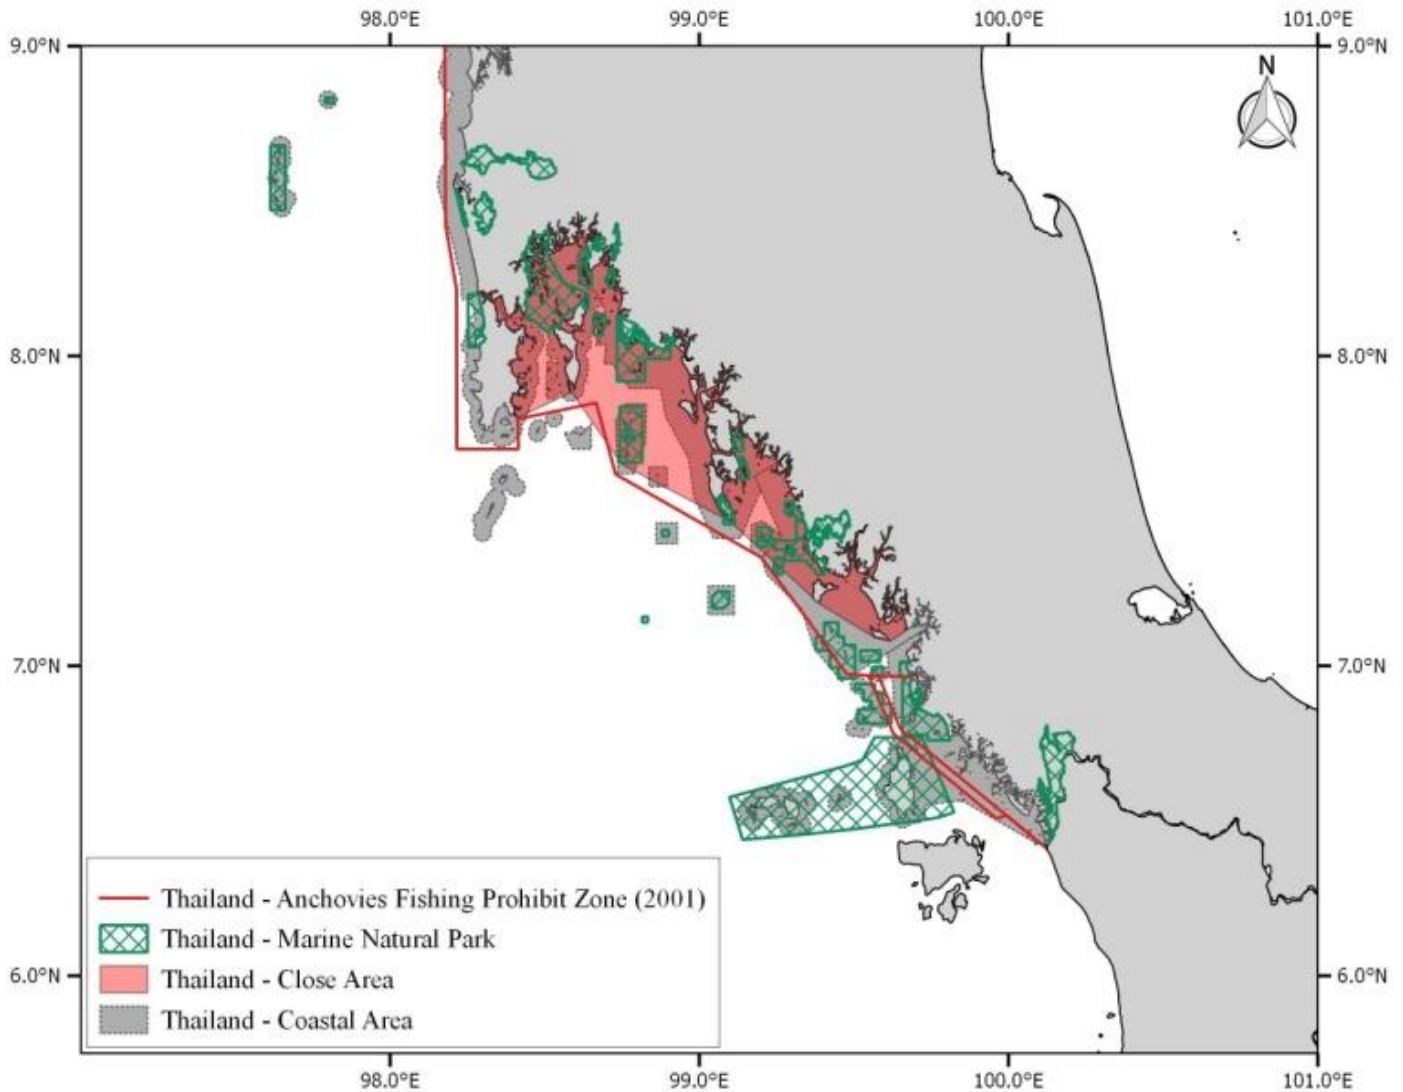 98.0°E 99.0°E 100.0°E 101.0°E
9.0°N 9.0°N
N
8.0°N 8.0°N
7.0°N 7.0°N
Thailand - Anchovies Fishing Prohibit Zone (2001)
Thailand - Marine Natural Park
6.0°N 6.0°N
Thailand - Close Area
Thailand - Coastal Area
98.0°E 99.0°E 100.0°E 101.0°E